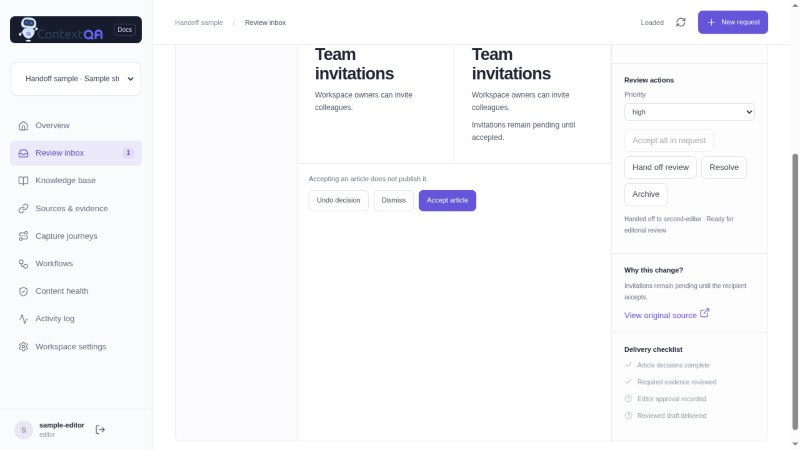 ContextQA
Docs
Handoff sample · Sample st
Overview
Review inbox
1
Knowledge base
Sources & evidence
Capture journeys
Workflows
Content health
Activity log
Workspace settings
S
sample-editor
editor
Handoff sample / Review inbox
Loaded
New request
Team
invitations
Workspace owners can invite
colleagues.
Team
invitations
Workspace owners can invite
colleagues.
Invitations remain pending until
accepted.
Accepting an article does not publish it.
Undo decision
Dismiss
Accept article
Review actions
Priority
high
Accept all in request
Hand off review
Resolve
Archive
Handed off to second-editor · Ready for
editorial review
Why this change?
Invitations remain pending until the recipient
accepts.
View original source
Delivery checklist
Article decisions complete
Required evidence reviewed
Editor approval recorded
Reviewed draft delivered